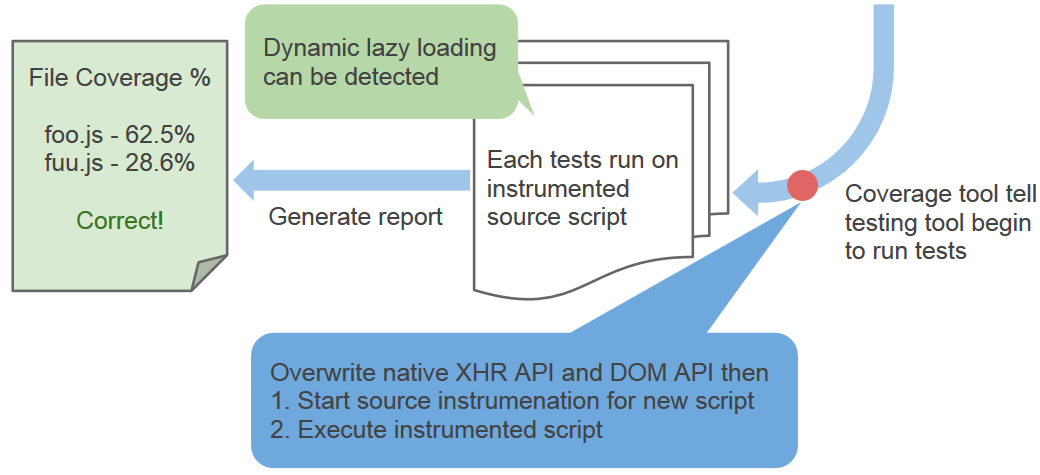 File Coverage %
foo.js - 62.5%
fuu.js - 28.6%
Correct!
Dynamic lazy loading
can be detected
Generate report
Each tests run on
instrumented
source script
Coverage tool tell
testing tool begin
to run tests
Overwrite native XHR API and DOM API then
1. Start source instrumenation for new script
2. Execute instrumented script